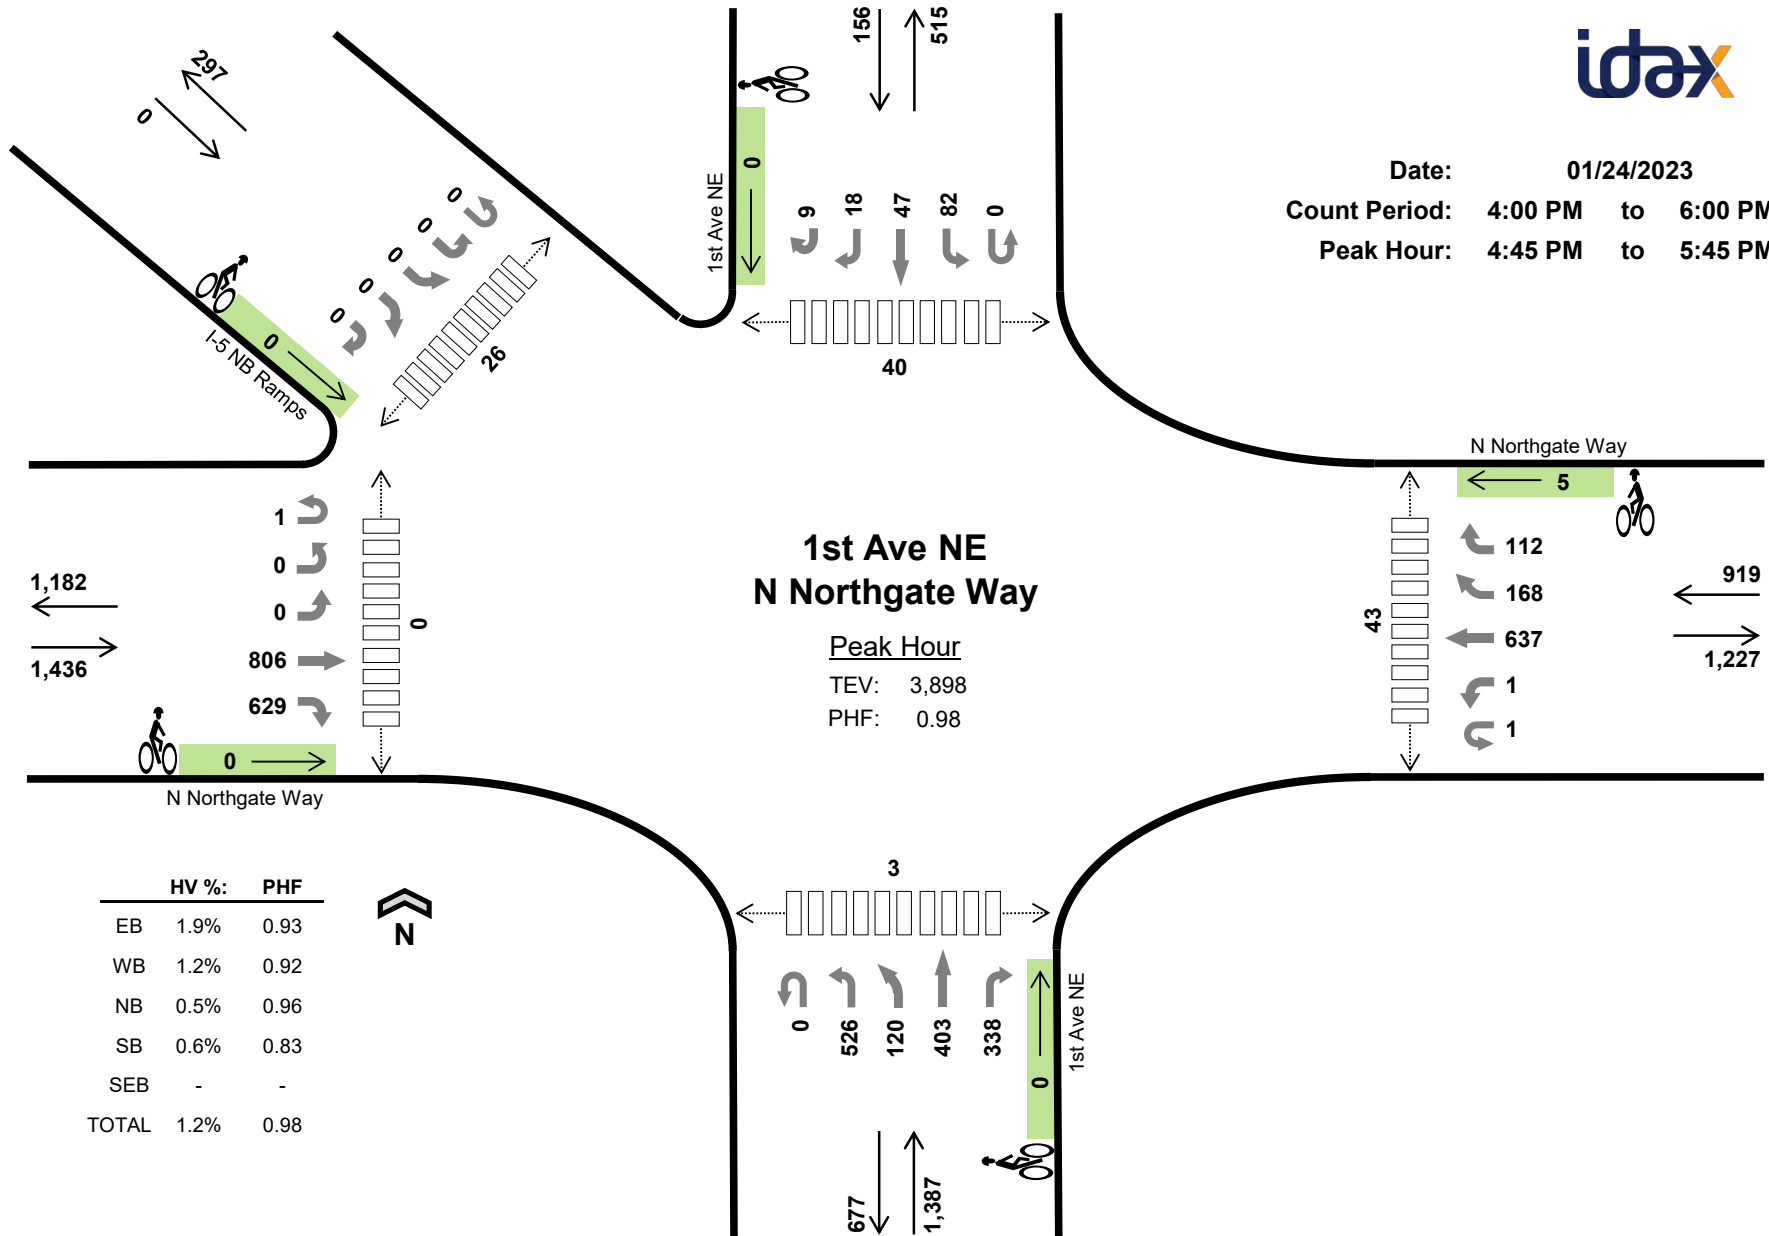 156
515
297
0
idax
Date: 01/24/2023
Count Period: 4:00 PM to 6:00 PM
Peak Hour: 4:45 PM to 5:45 PM
1st Ave NE
0
9 18 47 82 0
40
0
0
0
0
0
26
0
I-5 NB Ramps
N Northgate Way
5
112
168
637
1
1
43
919
1,227
1
0
0
806
629
0
1,182
1,436
0
N Northgate Way
1st Ave NE
N Northgate Way
Peak Hour
TEV: 3,898
PHF: 0.98
HV %: PHF
EB 1.9% 0.93
WB 1.2% 0.92
NB 0.5% 0.96
SB 0.6% 0.83
SEB - -
TOTAL 1.2% 0.98
N
3
0 526 120 403 338
0
1st Ave NE
677
1,387